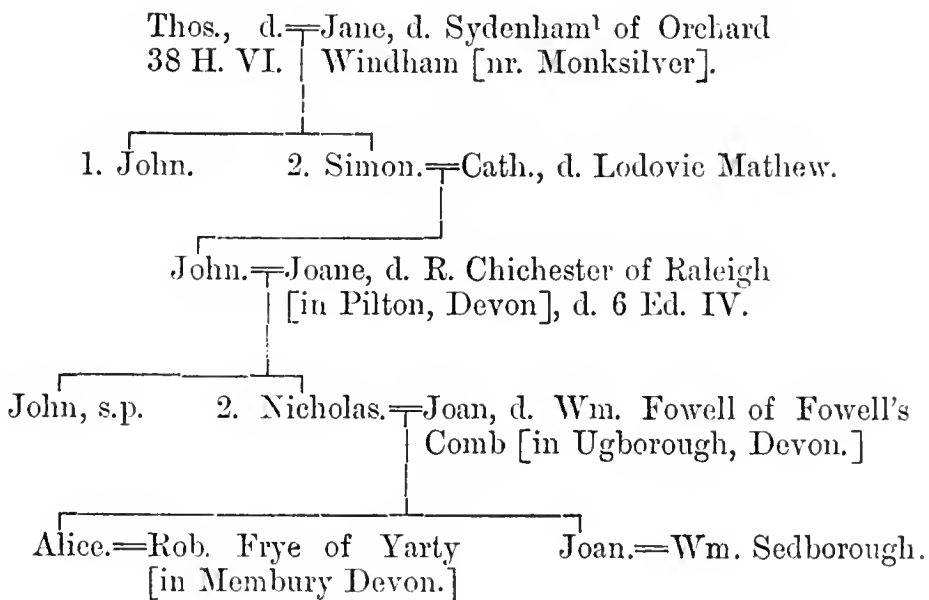 Thos., d.=Jane, d. Sydenham¹ of Orchard
38 H. VI. Windham [nr. Monksilver].
1. John. 2. Simon.=Cath., d. Lodovic Mathew.
John.=Joane, d. R. Chichester of Raleigh
[in Pilton, Devon], d. 6 Ed. IV.
John, s.p. 2. Nicholas.=Joan, d. Wm. Fowell of Fowell's
Comb [in Ugborough, Devon.]
Alice.=Rob. Frye of Yarty Joan.=Wm. Sedborough.
[in Membury Devon.]